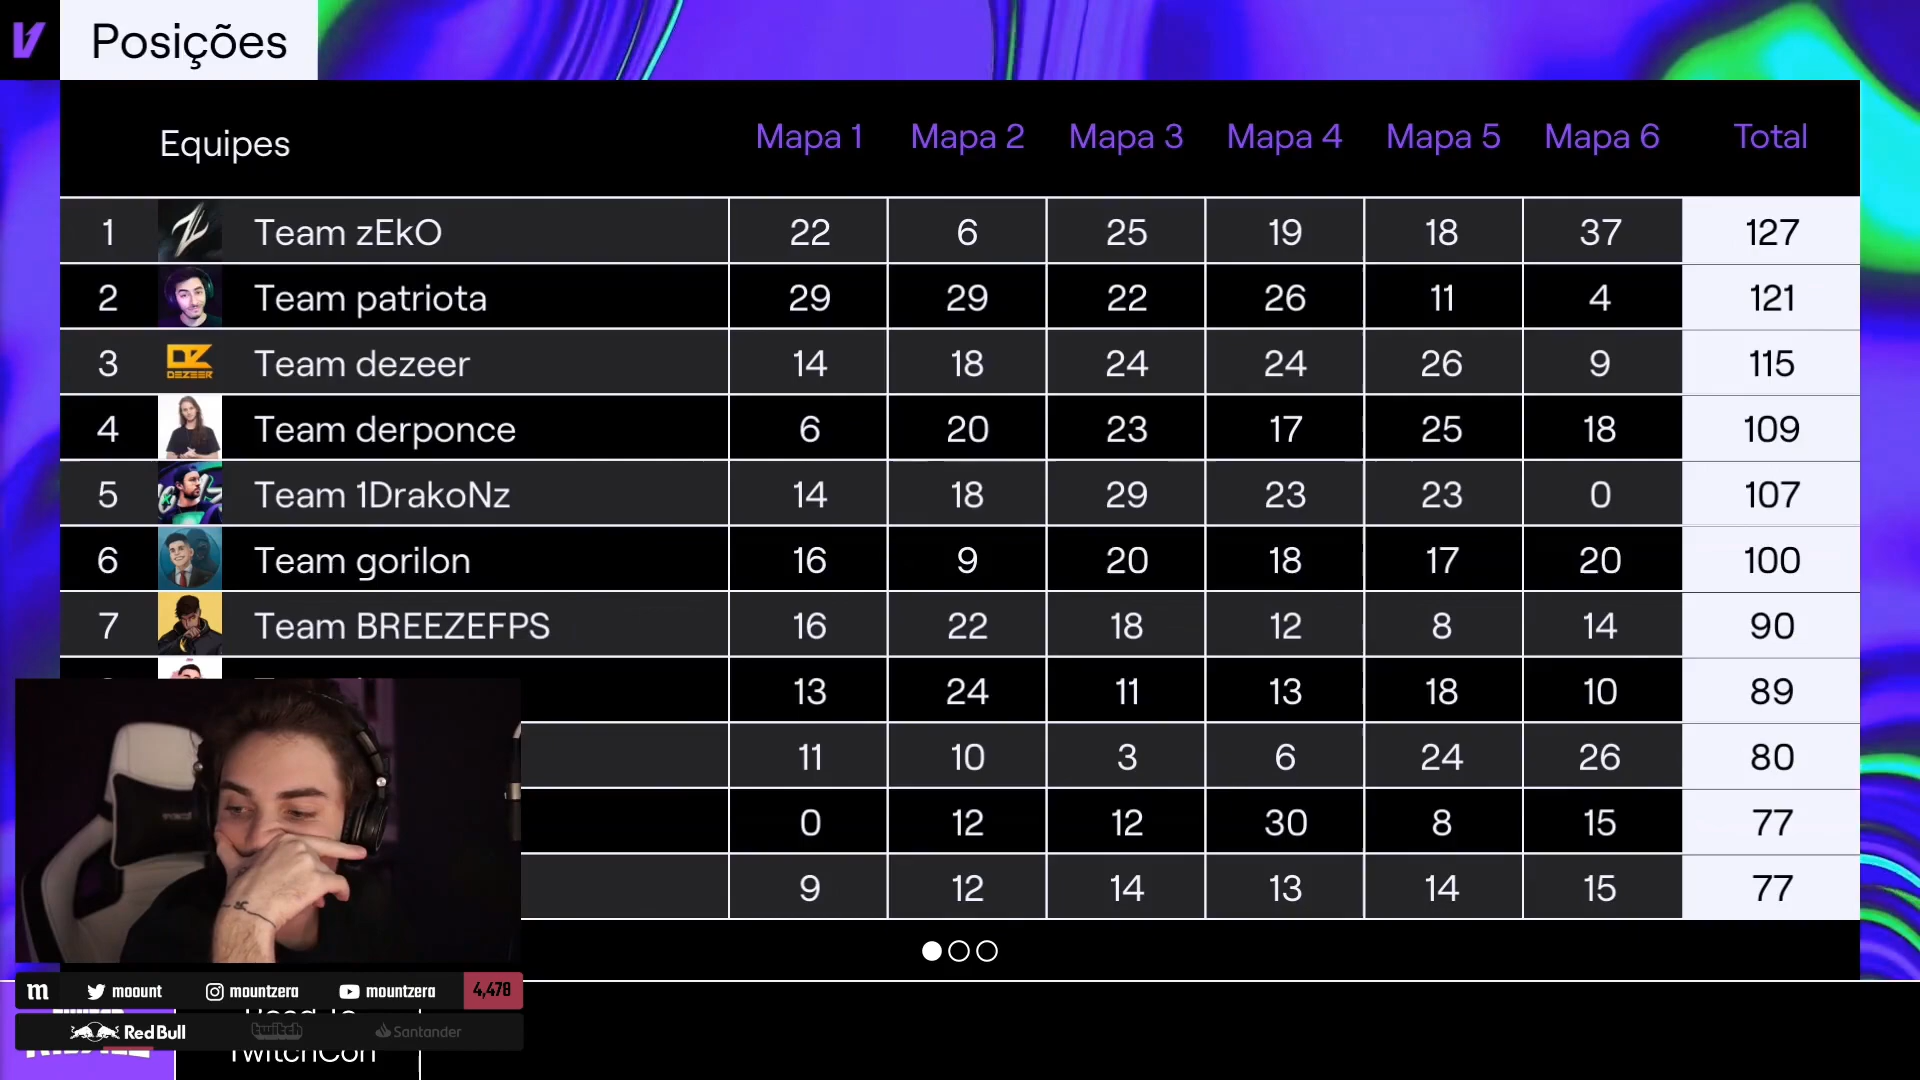 Posições
Equipes Mapa 1 Mapa 2 Mapa 3 Mapa 4 Mapa 5 Mapa 6 Total
1 Team zEkO 22 6 25 19 18 37 127
2 Team patriota 29 29 22 26 11 4 121
3 DEZEER Team dezeer 14 18 24 24 26 9 115
4 Team derponce 6 20 23 17 25 18 109
5 Team 1DrakoNz 14 18 29 23 23 0 107
6 Team gorilon 16 9 20 18 17 20 100
7 Team BREEZEFPS 16 22 18 12 8 14 90
13 24 11 13 18 10 89
11 10 3 6 24 26 80
0 12 12 30 8 15 77
9 12 14 13 14 15 77
m moount mountzera mountzera 4,478
RedBull twitch Santander
TwitchCon